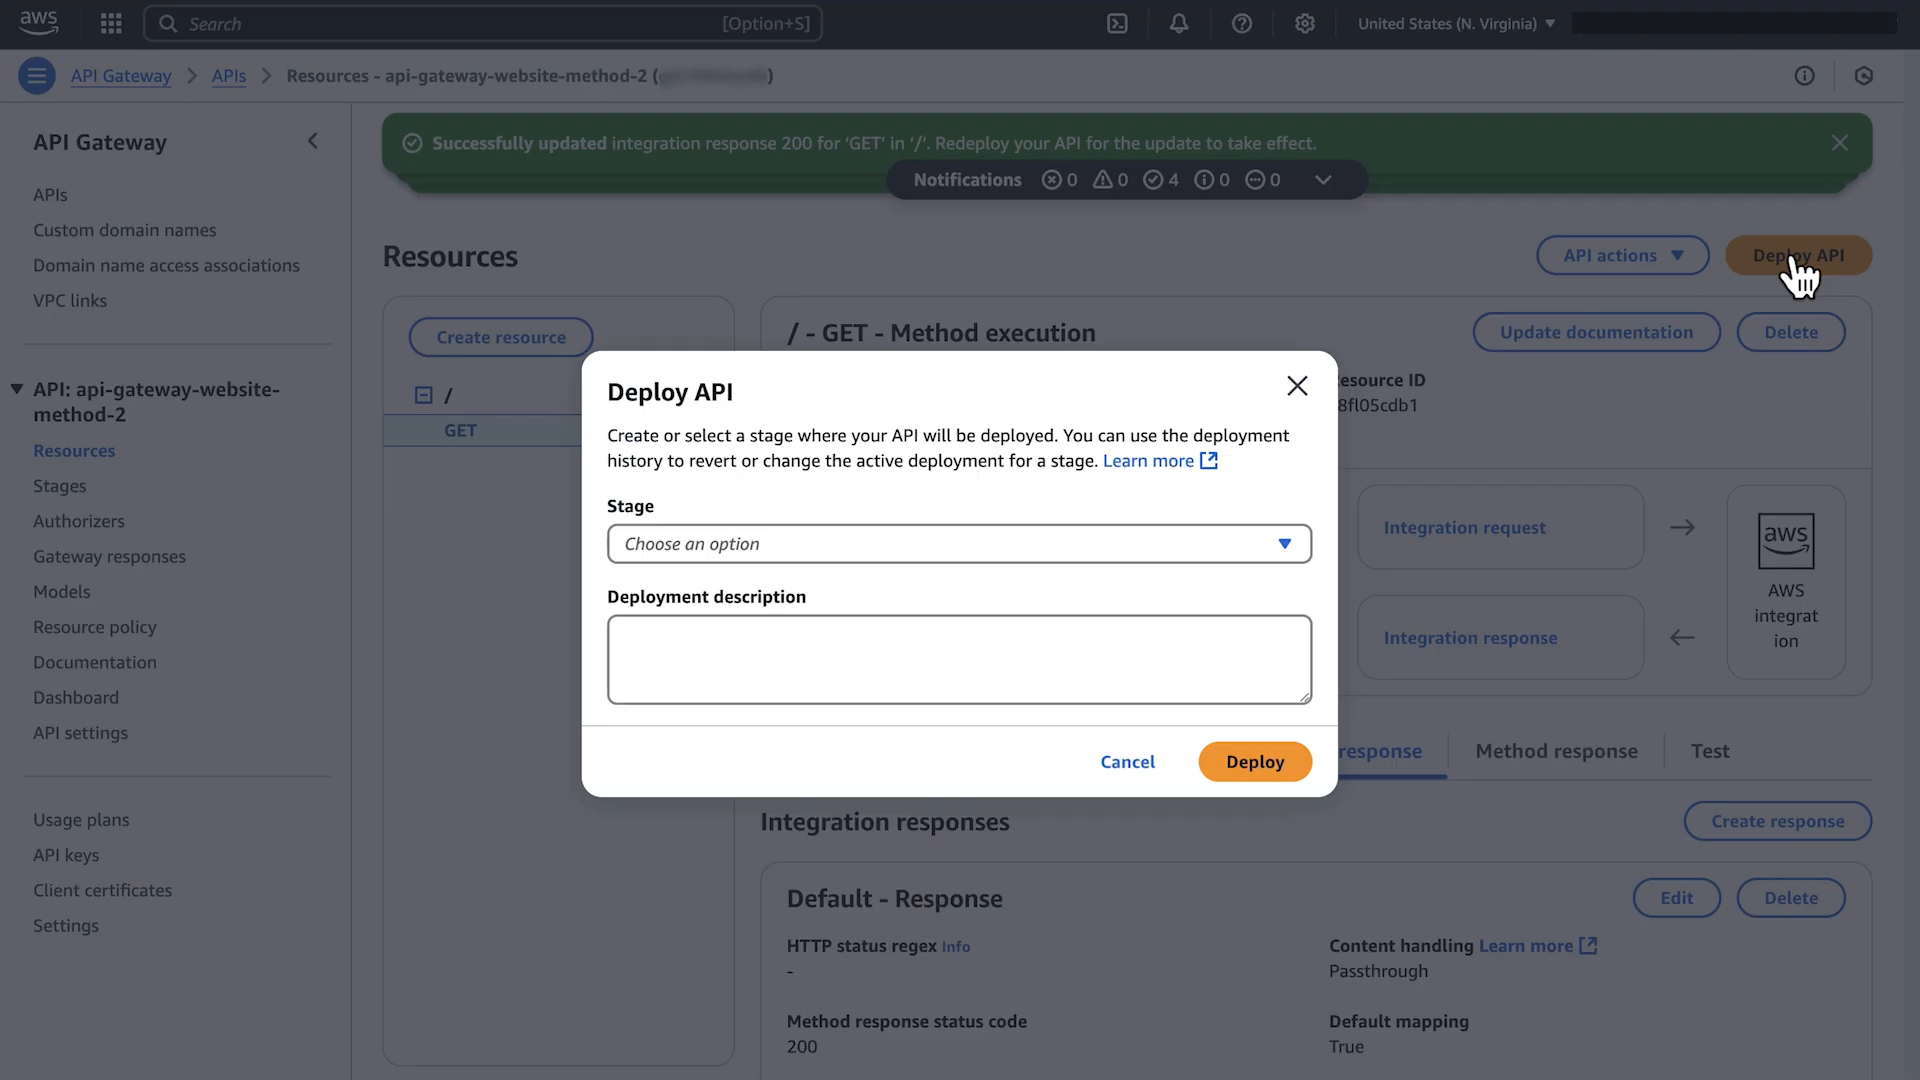 aws
Search
[Option+S]
United States (N. Virginia)
API Gateway
APIs
Resources - api-gateway-website-method-2 (
)
API Gateway
APIs
Custom domain names
Domain name access associations
VPC links
API: api-gateway-website-
method-2
Resources
Stages
Authorizers
Gateway responses
Models
Resource policy
Documentation
Dashboard
API settings
Usage plans
API keys
Client certificates
Settings
Successfully updated integration response 200 for ‘GET’ in ‘/’. Redeploy your API for the update to take effect.
Notifications 0 0 4 0 0
Resources
API actions
Deploy API
Create resource
/
GET
/ - GET - Method execution
Update documentation
Delete
esource ID
8fl05cdb1
Integration request
Integration response
aws
AWS
integrat
ion
Deploy API
Create or select a stage where your API will be deployed. You can use the deployment
history to revert or change the active deployment for a stage. Learn more
Stage
Choose an option
Deployment description
Cancel
Deploy
response
Method response
Test
Integration responses
Create response
Default - Response
Edit
Delete
HTTP status regex Info
-
Content handling Learn more
Passthrough
Method response status code
200
Default mapping
True